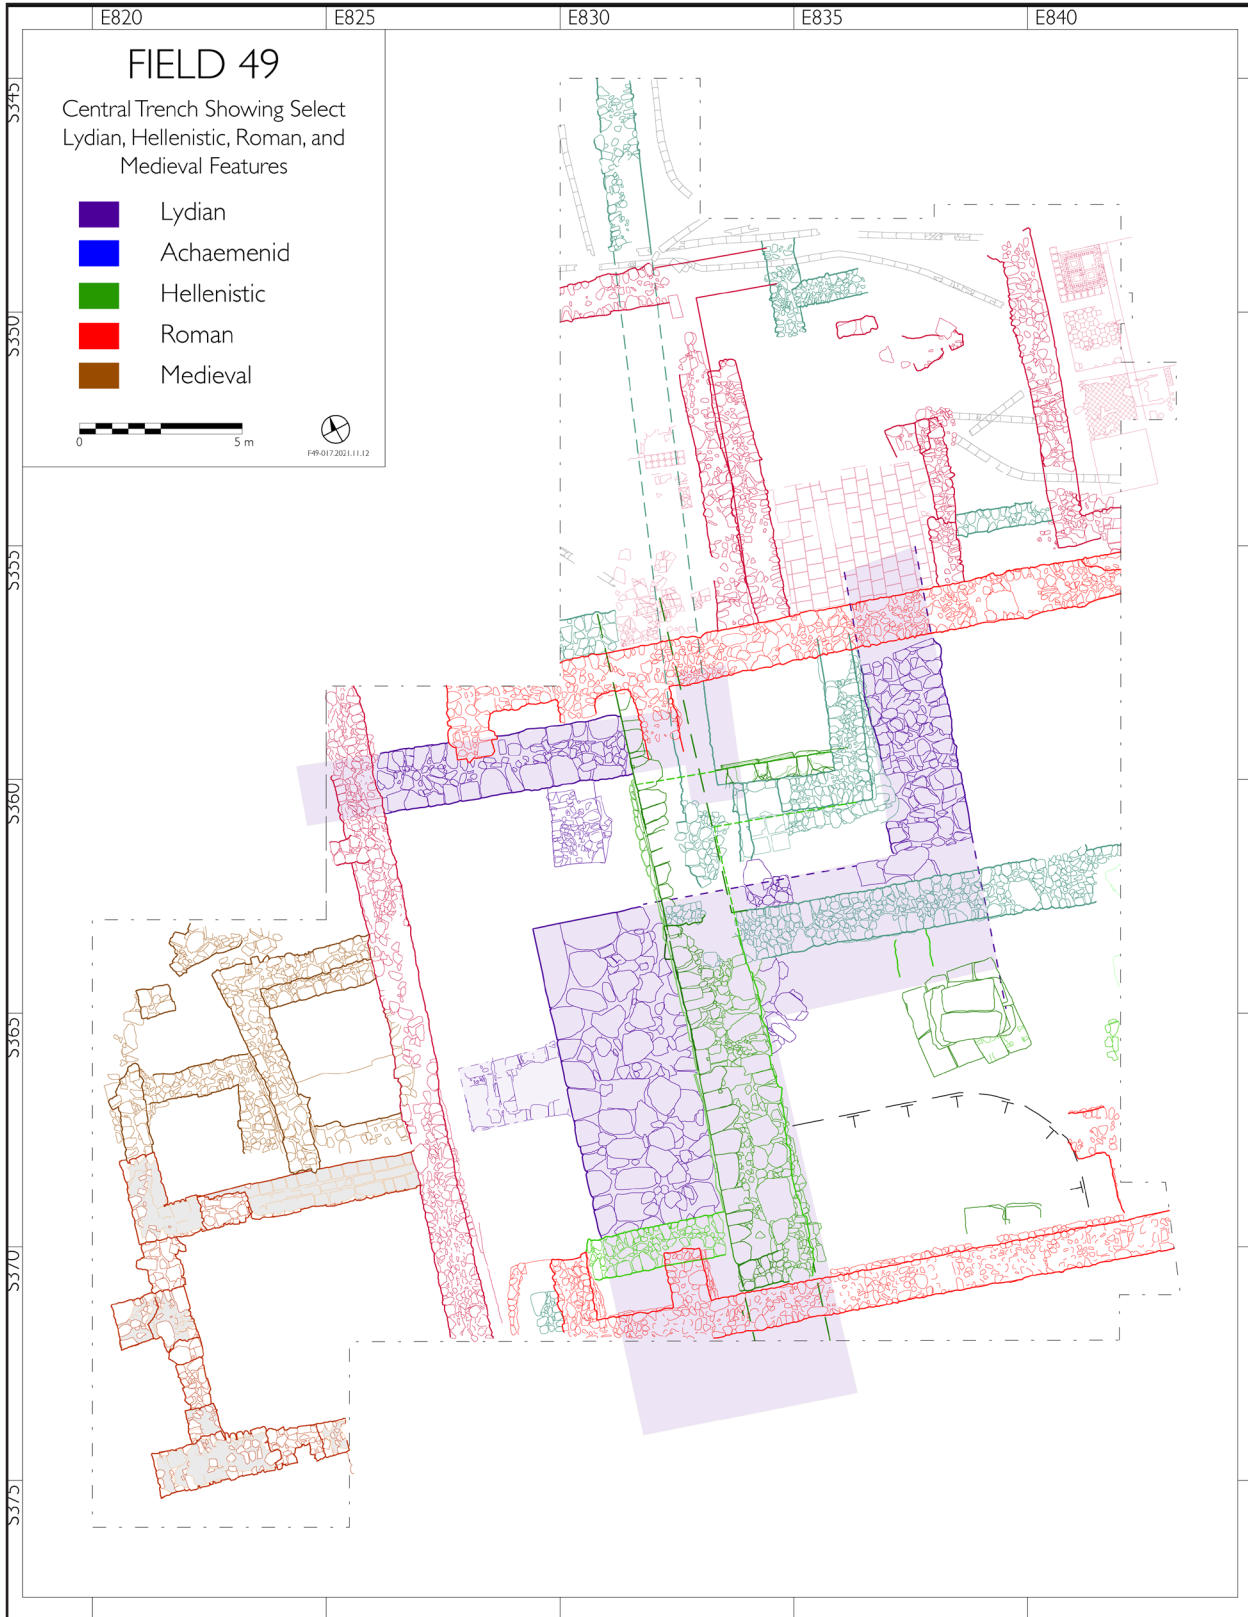 E820
E825
E830
E835
E840
FIELD 49
Central Trench Showing Select
Lydian, Hellenistic, Roman, and
Medieval Features
Lydian
Achaemenid
Hellenistic
Roman
Medieval
0
5 m
F49-017.2021.11.12
S345
S350
S355
S360
S365
S370
S375